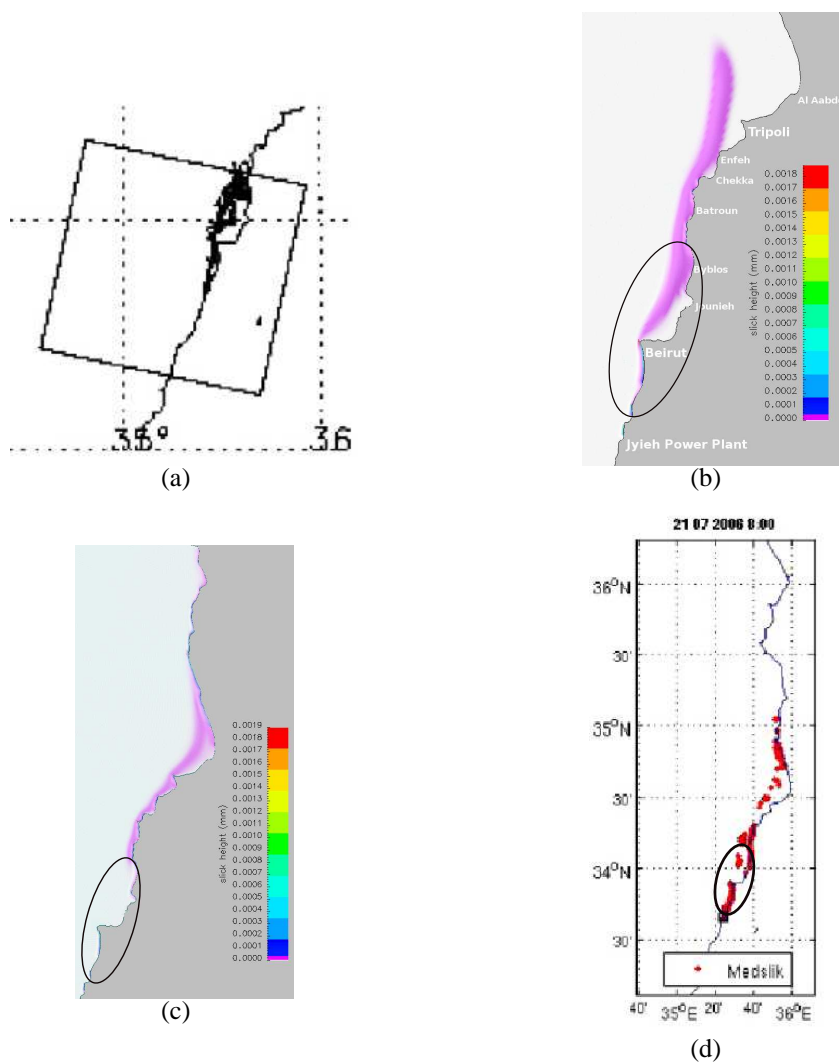 36
(a)
Al Aabde
Tripoli
Enfeh
Chekka
Batroun
Byblos
Jounieh
Beirut
Jyieh Power Plant
slick height (mm)
0.0018
0.0017
0.0016
0.0015
0.0014
0.0013
0.0012
0.0011
0.0010
0.0009
0.0008
0.0007
0.0006
0.0005
0.0004
0.0003
0.0002
0.0001
0.0000
(b)
slick height (mm)
0.0019
0.0018
0.0017
0.0016
0.0015
0.0014
0.0013
0.0012
0.0011
0.0010
0.0009
0.0008
0.0007
0.0006
0.0005
0.0004
0.0003
0.0002
0.0001
0.0000
(c)
21 07 2006 8:00
36°N
30'
35°N
30'
34°N
30'
Medslik
40' 35°E 20' 40' 36°E
(d)